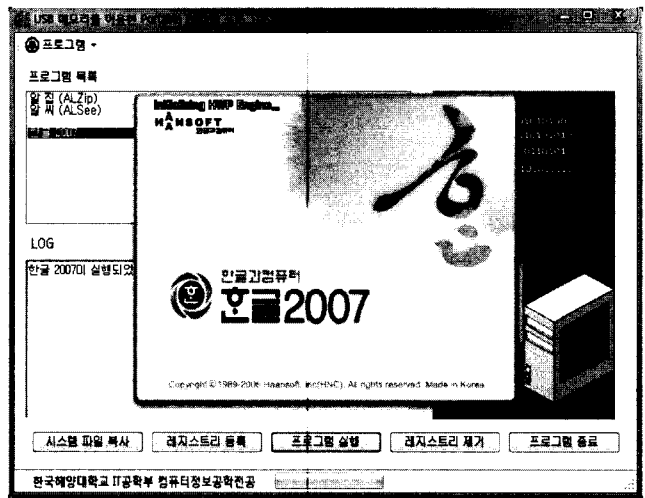 USB 메모리를 이용한
프로그램
프로그램 목록
알 집 (ALZip)
알 씨 (ALSee)
한글 2007
Initializing HWP Engine...
HAANSOFT
한글과컴퓨터
한글과컴퓨터
한글2007
Copyright © 1989-2006 Haansoft, Inc(HNC). All rights reserved. Made in Korea
LOG
한글 2007이 실행되었
시스템 파일 복사
레지스트리 등록
프로그램 실행
레지스트리 제거
프로그램 종료
한국해양대학교 IT공학부 컴퓨터정보공학전공